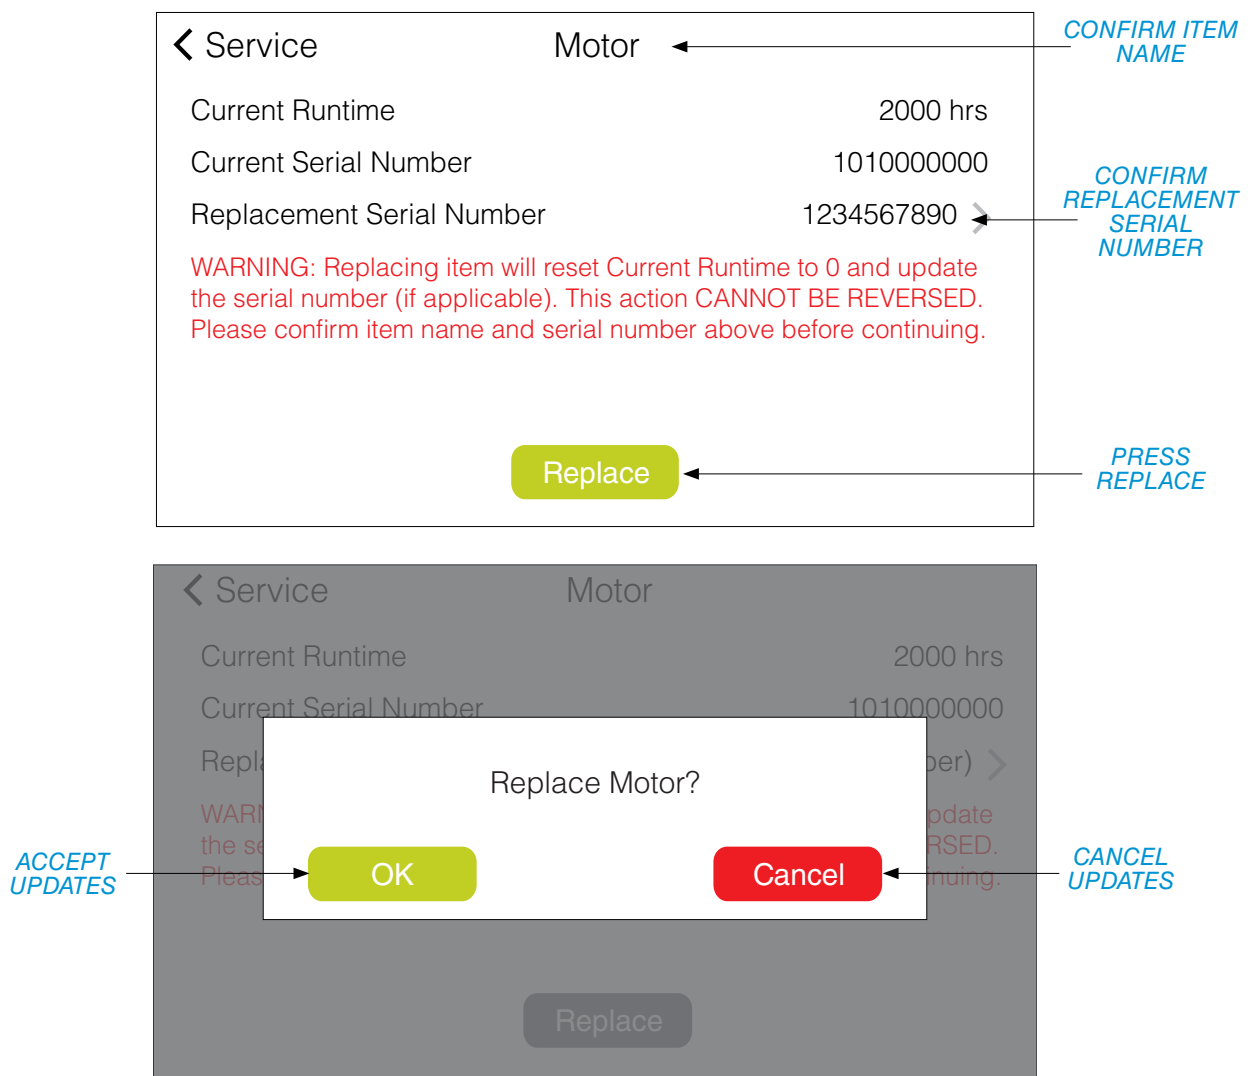 Service Motor
CONFIRM ITEM
NAME
Current Runtime 2000 hrs
Current Serial Number 1010000000
Replacement Serial Number 1234567890
CONFIRM
REPLACEMENT
SERIAL
NUMBER
WARNING: Replacing item will reset Current Runtime to 0 and update
the serial number (if applicable). This action CANNOT BE REVERSED.
Please confirm item name and serial number above before continuing.
Replace
PRESS
REPLACE
Service Motor
Current Runtime 2000 hrs
Current Serial Number 1010000000
Repla ber)
Replace Motor?
WARN pdate
the se RSED.
Pleas inuing.
OK Cancel
ACCEPT
UPDATES
CANCEL
UPDATES
Replace